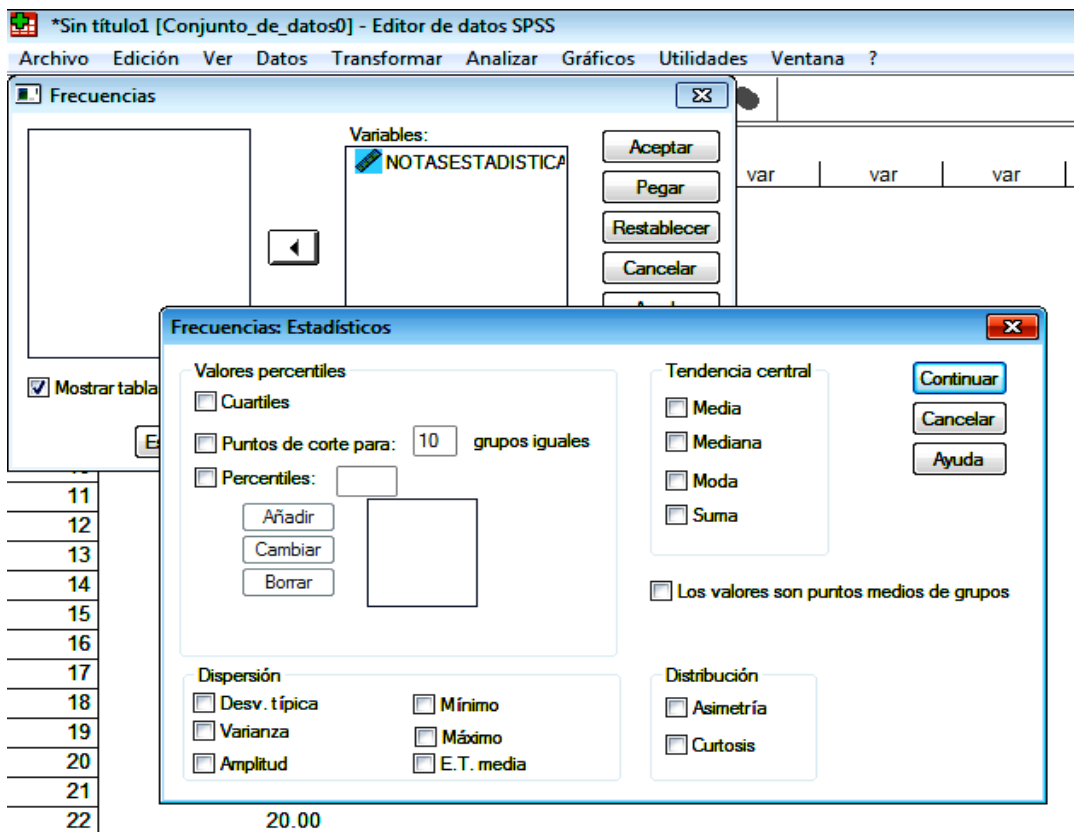 *Sin título1 [Conjunto_de_datos0] - Editor de datos SPSS
Archivo Edición Ver Datos Transformar Analizar Gráficos Utilidades Ventana ?
Frecuencias
Variables:
NOTASESTADISTICA
Aceptar
Pegar
Restablecer
Cancelar
var var var
Mostrar tabla
Frecuencias: Estadísticos
Valores percentiles
Cuartiles
Puntos de corte para: 10 grupos iguales
Percentiles:
Añadir
Cambiar
Borrar
Tendencia central
Media
Mediana
Moda
Suma
Continuar
Cancelar
Ayuda
Los valores son puntos medios de grupos
Dispersión
Desv. típica
Varianza
Amplitud
Mínimo
Máximo
E.T. media
Distribución
Asimetría
Curtosis
11
12
13
14
15
16
17
18
19
20
21
22 20.00